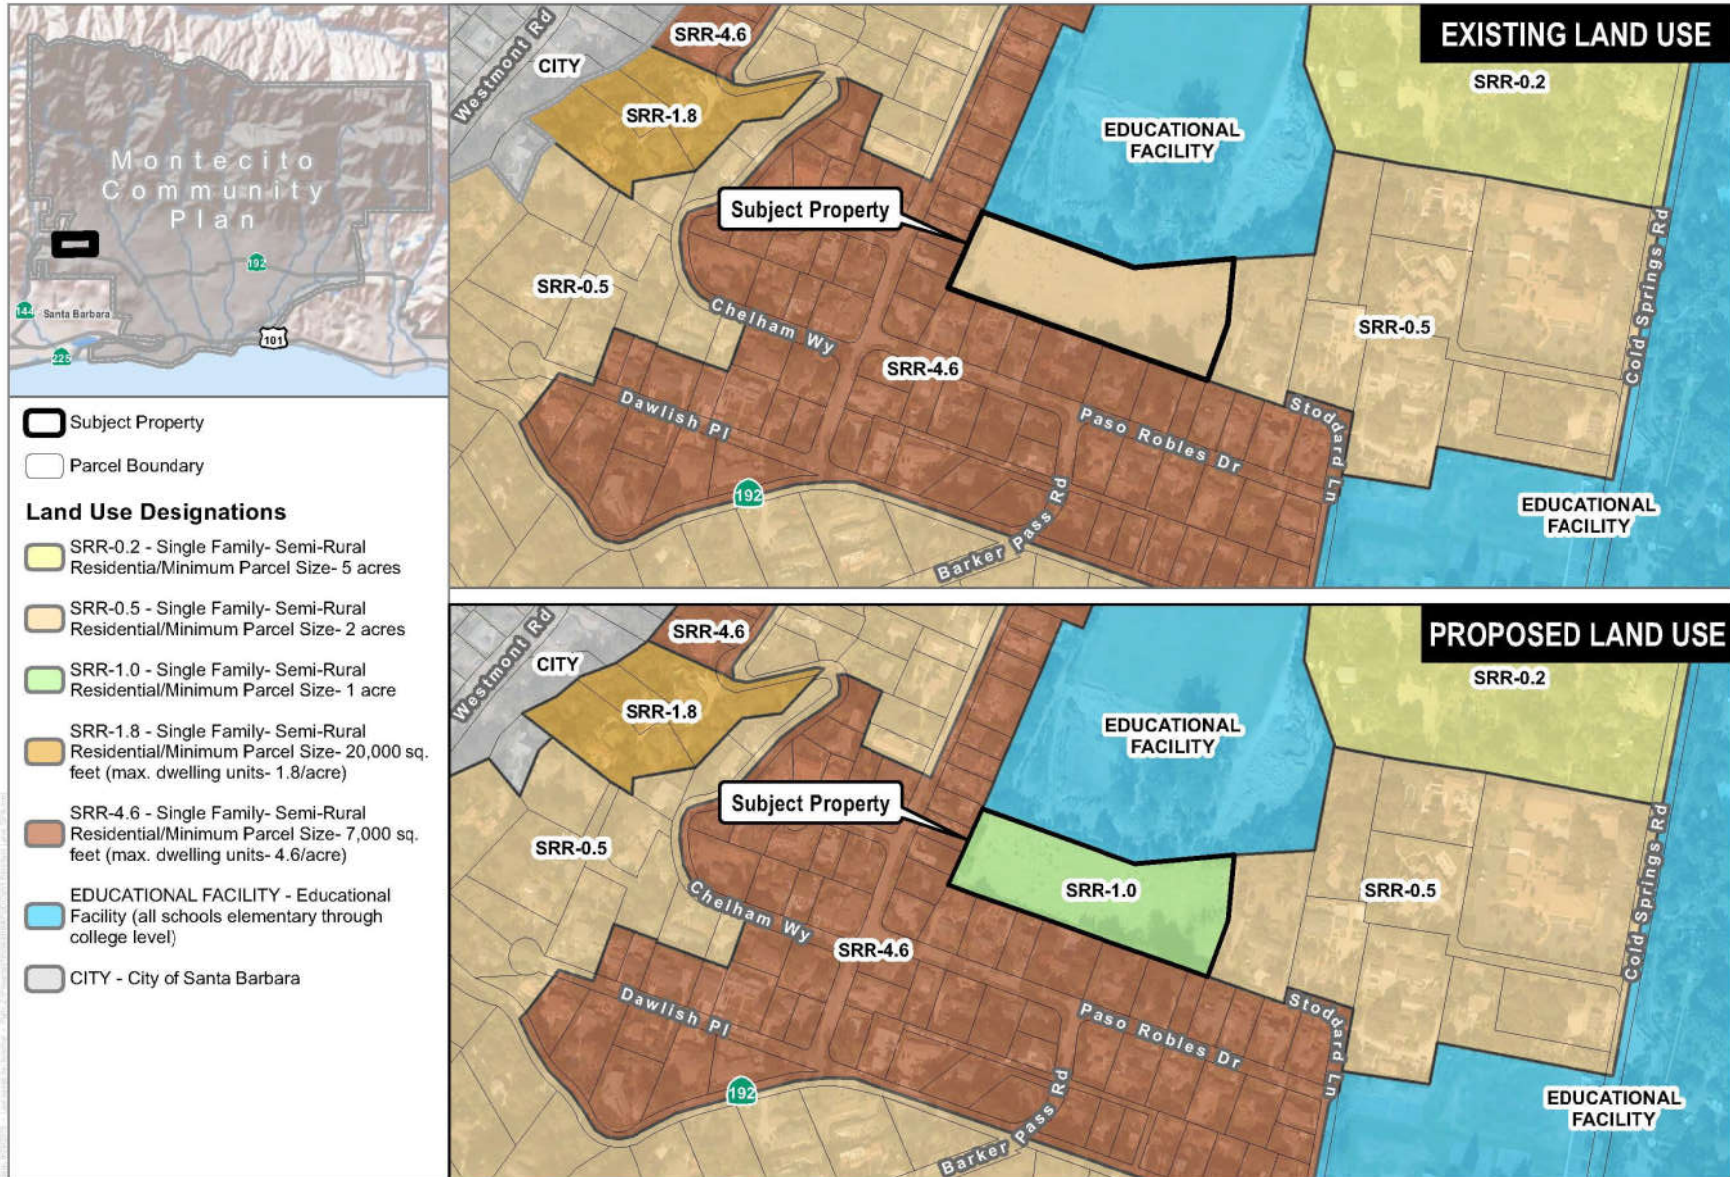 Montecito
Community
Plan
192
144
Santa Barbara
101
225
Subject Property
Parcel Boundary
Land Use Designations
SRR-0.2 - Single Family- Semi-Rural
Residentia/Minimum Parcel Size- 5 acres
SRR-0.5 - Single Family- Semi-Rural
Residential/Minimum Parcel Size- 2 acres
SRR-1.0 - Single Family- Semi-Rural
Residential/Minimum Parcel Size- 1 acre
SRR-1.8 - Single Family- Semi-Rural
Residential/Minimum Parcel Size- 20,000 sq.
feet (max. dwelling units- 1.8/acre)
SRR-4.6 - Single Family- Semi-Rural
Residential/Minimum Parcel Size- 7,000 sq.
feet (max. dwelling units- 4.6/acre)
EDUCATIONAL FACILITY - Educational
Facility (all schools elementary through
college level)
CITY - City of Santa Barbara
EXISTING LAND USE
Westmont Rd
SRR-4.6
CITY
SRR-0.2
SRR-1.8
EDUCATIONAL
FACILITY
Subject Property
SRR-0.5
Chelham Wy
SRR-0.5
Cold Springs Rd
SRR-4.6
Dawlish Pl
Paso Robles Dr
Stoddard Ln
192
Barker Pass Rd
EDUCATIONAL
FACILITY
PROPOSED LAND USE
Westmont Rd
SRR-4.6
CITY
SRR-0.2
SRR-1.8
EDUCATIONAL
FACILITY
Subject Property
SRR-0.5
SRR-1.0
SRR-0.5
Cold Springs Rd
Chelham Wy
SRR-4.6
Dawlish Pl
Paso Robles Dr
Stoddard Ln
192
Barker Pass Rd
EDUCATIONAL
FACILITY